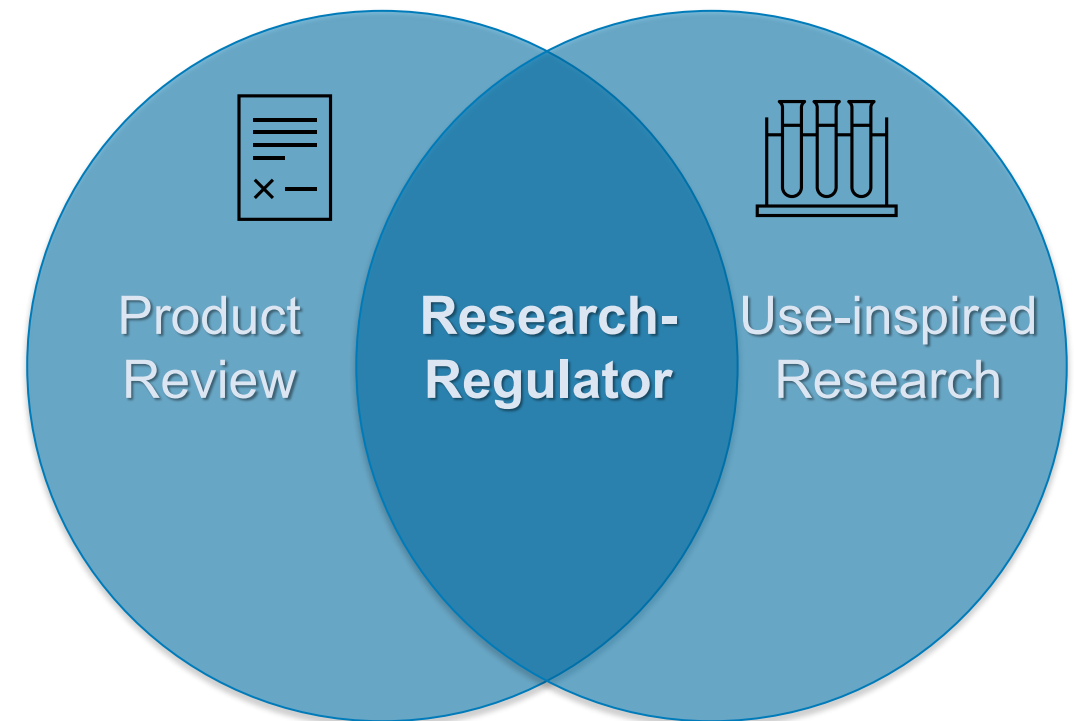 Product
Review
Research-
Regulator
Use-inspired
Research